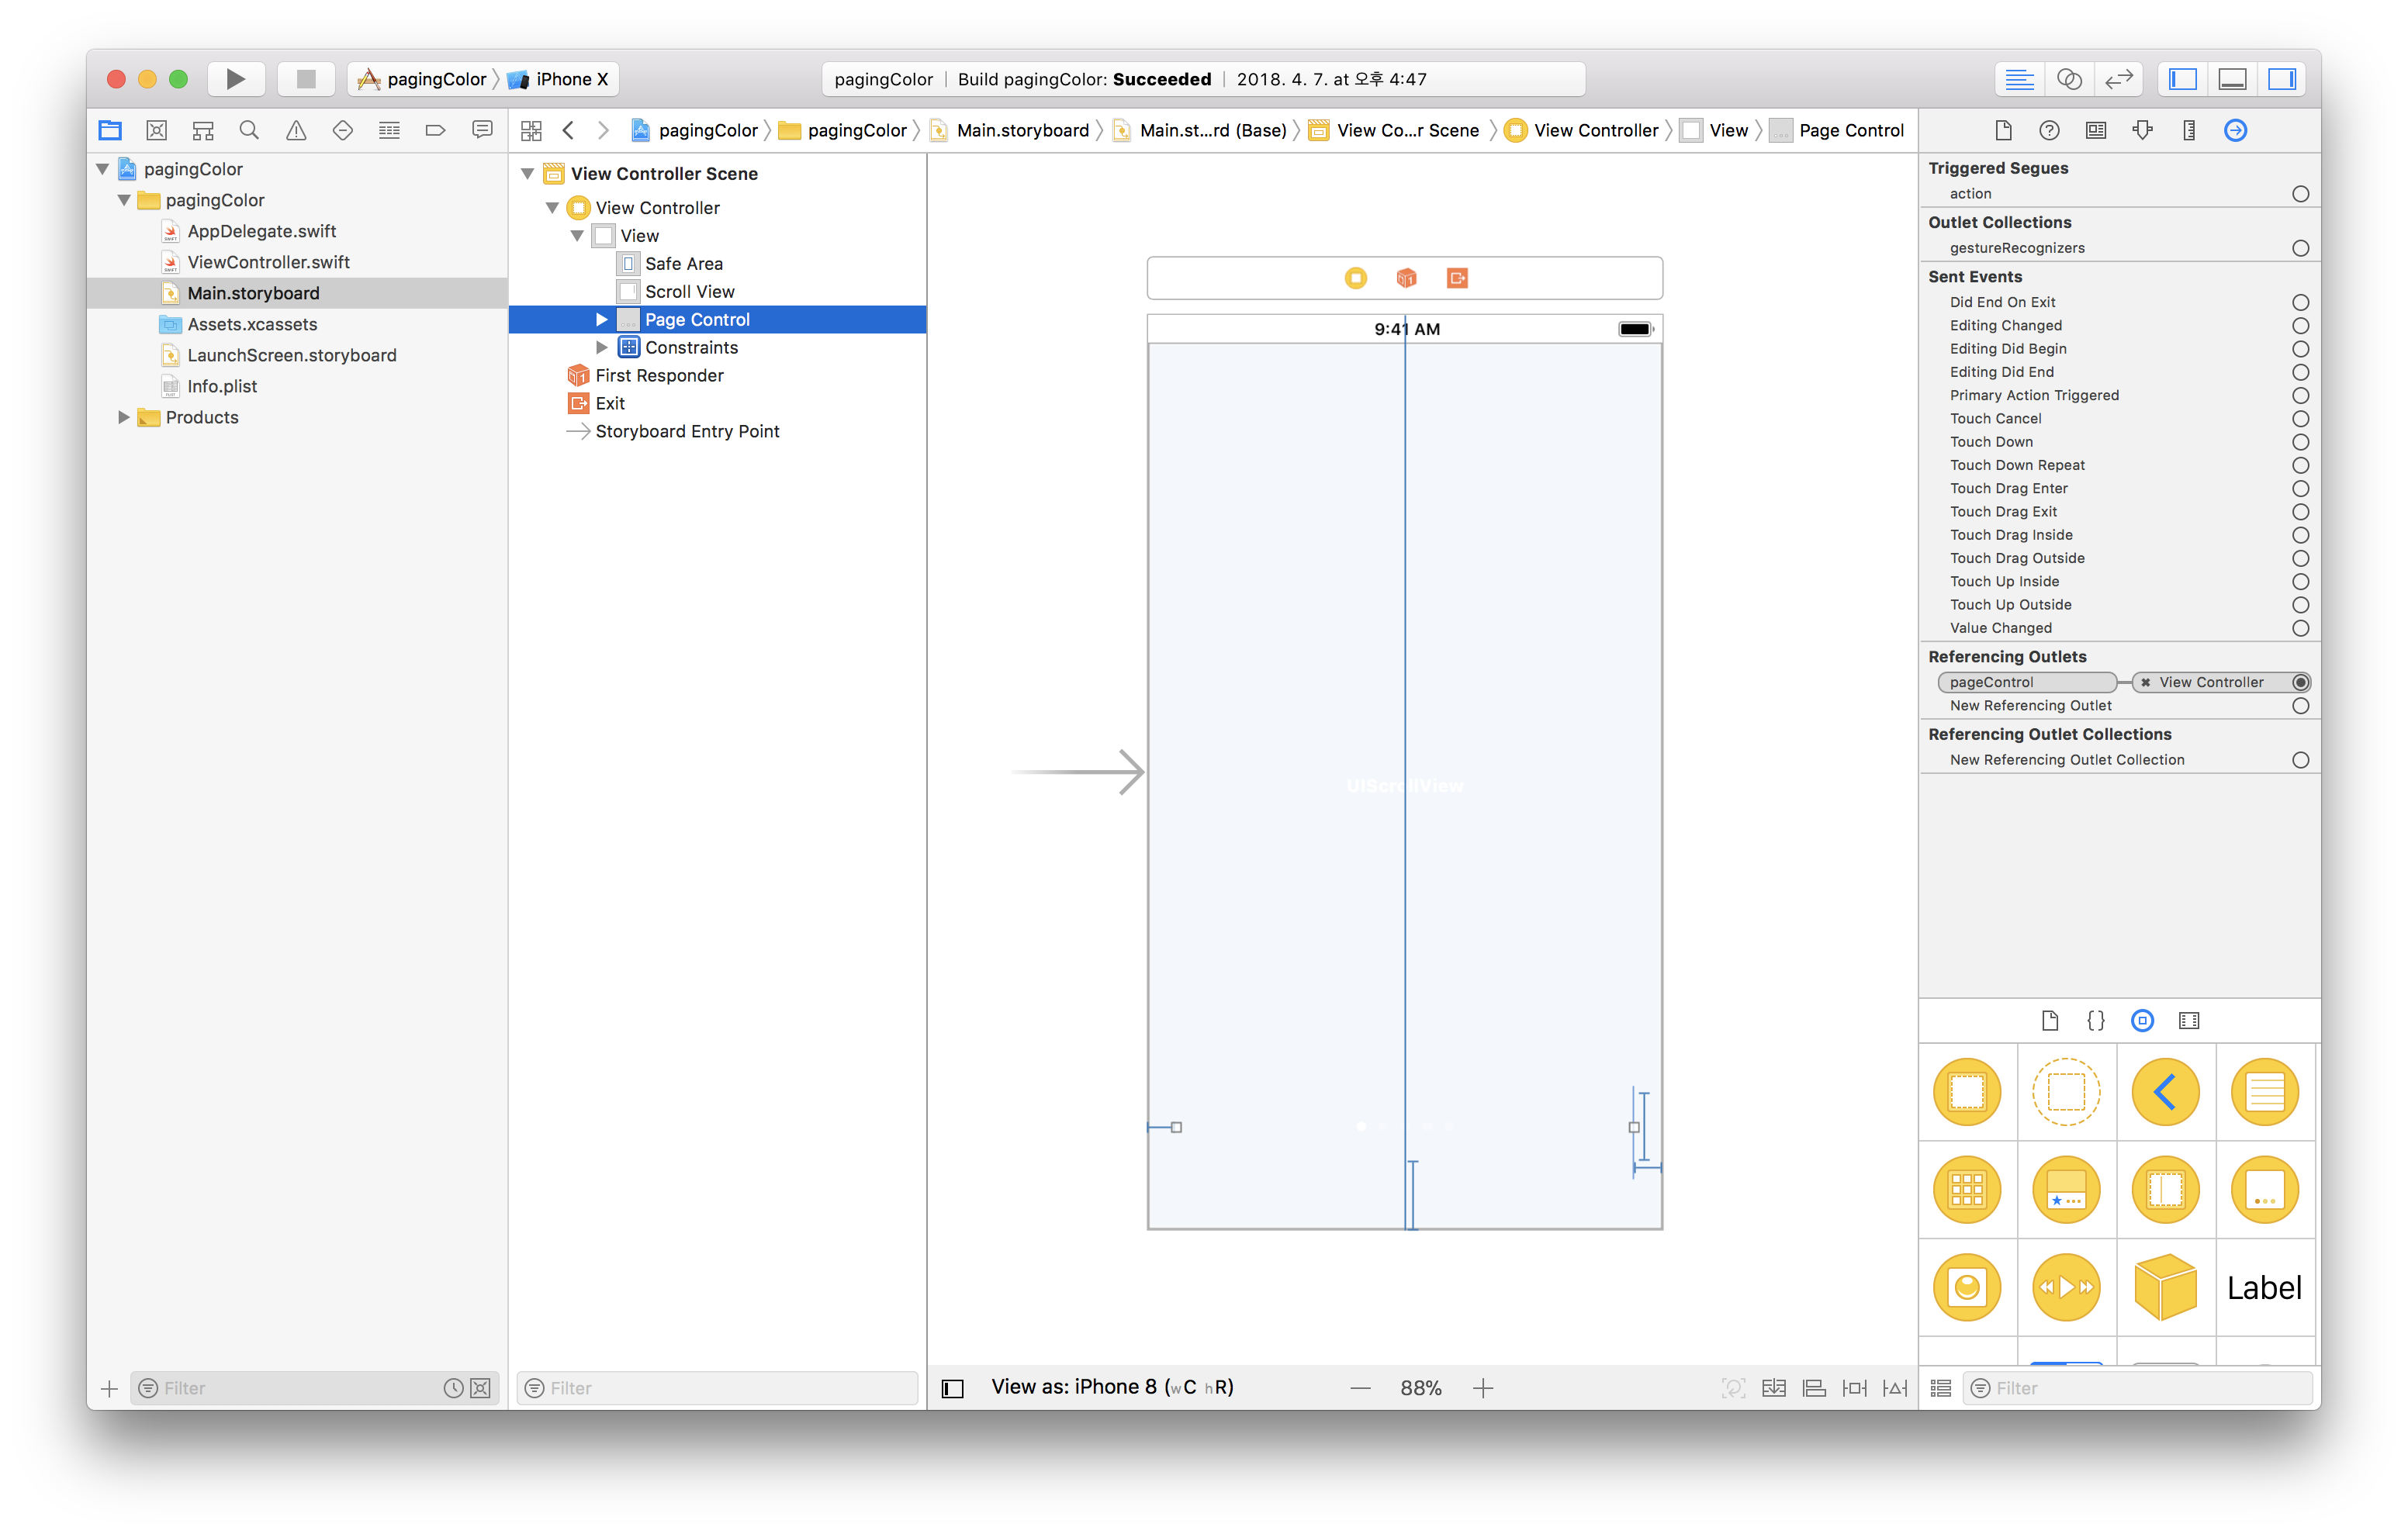 pagingColor iPhone X
pagingColor Build pagingColor: Succeeded 2018. 4. 7. at 오후 4:47
pagingColor pagingColor Main.storyboard Main.st...rd (Base) View Co...r Scene View Controller View Page Control
pagingColor
pagingColor
AppDelegate.swift
ViewController.swift
Main.storyboard
Assets.xcassets
LaunchScreen.storyboard
Info.plist
Products
Filter
View Controller Scene
View Controller
View
Safe Area
Scroll View
Page Control
Constraints
First Responder
Exit
Storyboard Entry Point
Filter
9:41 AM
UIScrollView
View as: iPhone 8 (wC hR)
88%
Triggered Segues
action
Outlet Collections
gestureRecognizers
Sent Events
Did End On Exit
Editing Changed
Editing Did Begin
Editing Did End
Primary Action Triggered
Touch Cancel
Touch Down
Touch Down Repeat
Touch Drag Enter
Touch Drag Exit
Touch Drag Inside
Touch Drag Outside
Touch Up Inside
Touch Up Outside
Value Changed
Referencing Outlets
pageControl View Controller
New Referencing Outlet
Referencing Outlet Collections
New Referencing Outlet Collection
Label
Filter